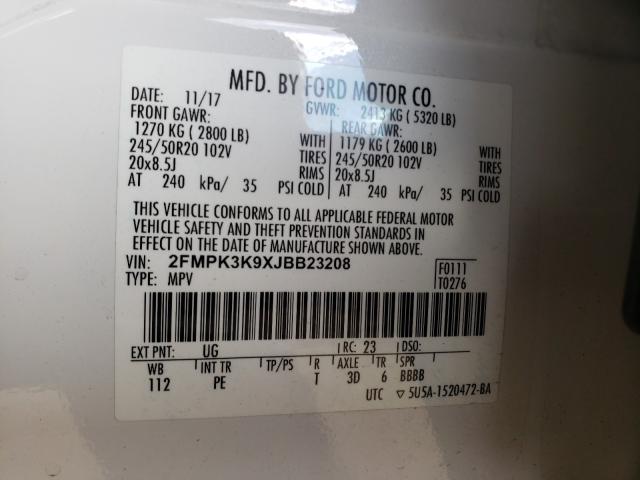 MFD. BY FORD MOTOR CO.
DATE: 11/17 GVWR: 2413 KG ( 5320 LB)
FRONT GAWR: REAR GAWR:
1270 KG ( 2800 LB) WITH 1179 KG ( 2600 LB) WITH
245/50R20 102V TIRES 245/50R20 102V TIRES
20x8.5J RIMS 20x8.5J RIMS
AT 240 kPa/ 35 PSI COLD AT 240 kPa/ 35 PSI COLD
THIS VEHICLE CONFORMS TO ALL APPLICABLE FEDERAL MOTOR
VEHICLE SAFETY AND THEFT PREVENTION STANDARDS IN
EFFECT ON THE DATE OF MANUFACTURE SHOWN ABOVE.
VIN: 2FMPK3K9XJBB23208 F0111
TYPE: MPV T0276
EXT PNT: UG RC: 23 DSO:
WB INT TR TP/PS R AXLE TR SPR
112 PE T 3D 6 BBBB
UTC ▽ 5U5A-1520472-BA